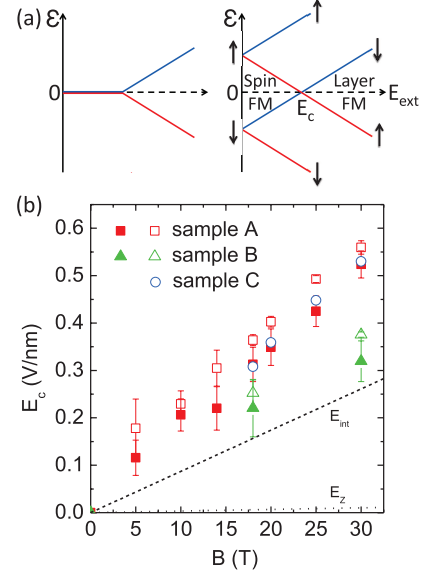 (a)
ε
ε
0
0
Spin
FM
Layer
FM
E_c
E_ext
(b)
0.6
0.5
0.4
0.3
0.2
0.1
0.0
E_c (V/nm)
sample A
sample B
sample C
E_int
E_Z
0 5 10 15 20 25 30
B (T)